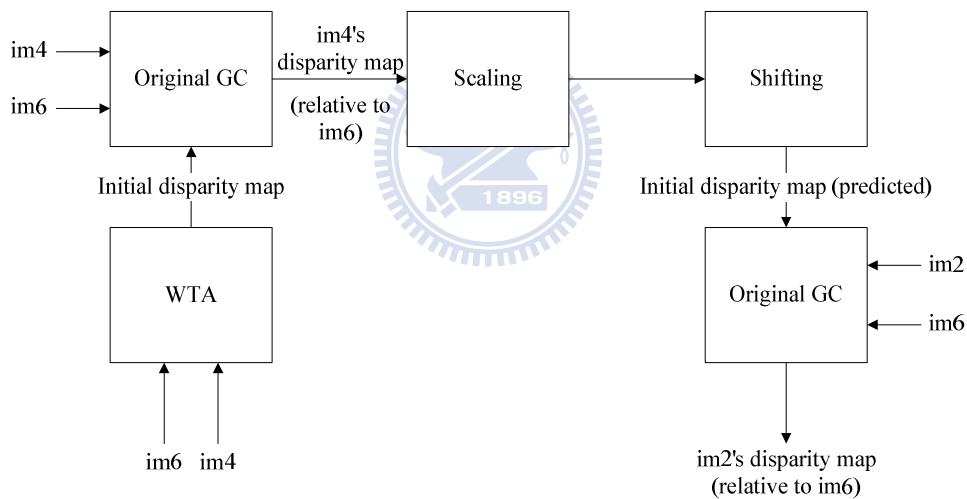 im4
im6
Original GC
im4's
disparity map
(relative to
im6)
Scaling
Shifting
Initial disparity map
Initial disparity map (predicted)
1896
WTA
Original GC
im2
im6
im6
im4
im2's disparity map
(relative to im6)